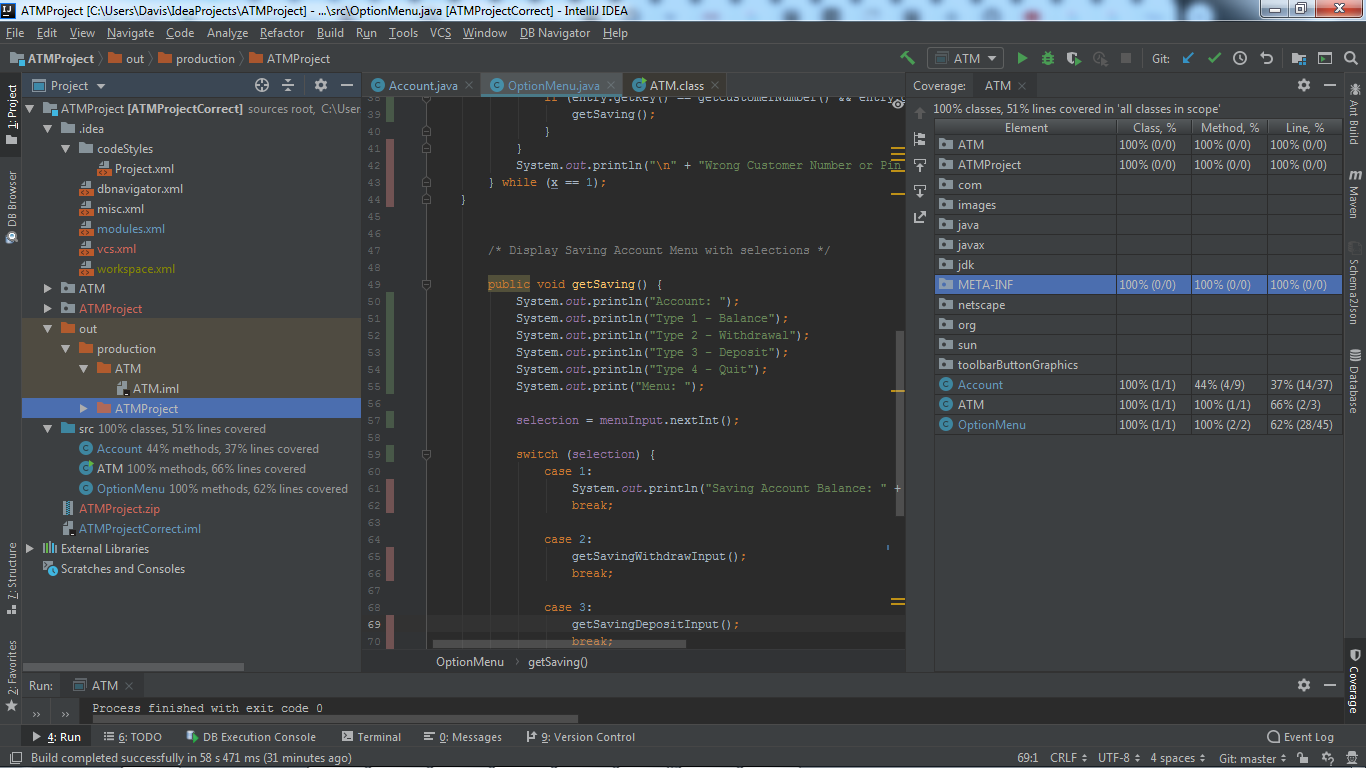 ATMProject [C:\Users\Davis\IdeaProjects\ATMProject] - ...\src\OptionMenu.java [ATMProjectCorrect] - IntelliJ IDEA
File Edit View Navigate Code Analyze Refactor Build Run Tools VCS Window DB Navigator Help
ATMProject out production ATMProject ATM Git:
1: Project
DB Browser
7: Structure
2: Favorites
Project
ATMProject [ATMProjectCorrect] sources root, C:\User
.idea
codeStyles
Project.xml
dbnavigator.xml
misc.xml
modules.xml
vcs.xml
workspace.xml
ATM
ATMProject
out
production
ATM
ATM.iml
ATMProject
src 100% classes, 51% lines covered
Account 44% methods, 37% lines covered
ATM 100% methods, 66% lines covered
OptionMenu 100% methods, 62% lines covered
ATMProject.zip
ATMProjectCorrect.iml
External Libraries
Scratches and Consoles
Account.java OptionMenu.java ATM.class
38 if (entry.getKey() == getCustomerNumber() && entry
39 getSaving();
40 }
41 }
42 System.out.println("\n" + "Wrong Customer Number or Pin
43 } while (x == 1);
44 }
45
46
47 /* Display Saving Account Menu with selections */
48
49 public void getSaving() {
50 System.out.println("Account: ");
51 System.out.println("Type 1 - Balance");
52 System.out.println("Type 2 - Withdrawal");
53 System.out.println("Type 3 - Deposit");
54 System.out.println("Type 4 - Quit");
55 System.out.print("Menu: ");
56
57 selection = menuInput.nextInt();
58
59 switch (selection) {
60 case 1:
61 System.out.println("Saving Account Balance: " +
62 break;
63
64 case 2:
65 getSavingWithdrawInput();
66 break;
67
68 case 3:
69 getSavingDepositInput();
70 break;
OptionMenu › getSaving()
Coverage: ATM
100% classes, 51% lines covered in 'all classes in scope'
Element Class, % Method, % Line, %
ATM 100% (0/0) 100% (0/0) 100% (0/0)
ATMProject 100% (0/0) 100% (0/0) 100% (0/0)
com
images
java
javax
jdk
META-INF 100% (0/0) 100% (0/0) 100% (0/0)
netscape
org
sun
toolbarButtonGraphics
Account 100% (1/1) 44% (4/9) 37% (14/37)
ATM 100% (1/1) 100% (1/1) 66% (2/3)
OptionMenu 100% (1/1) 100% (2/2) 62% (28/45)
Ant Build
Maven
Schema2Json
Database
Coverage
Run: ATM
Process finished with exit code 0
4: Run 6: TODO DB Execution Console Terminal 0: Messages 9: Version Control Event Log
Build completed successfully in 58 s 471 ms (31 minutes ago) 69:1 CRLF UTF-8 4 spaces Git: master